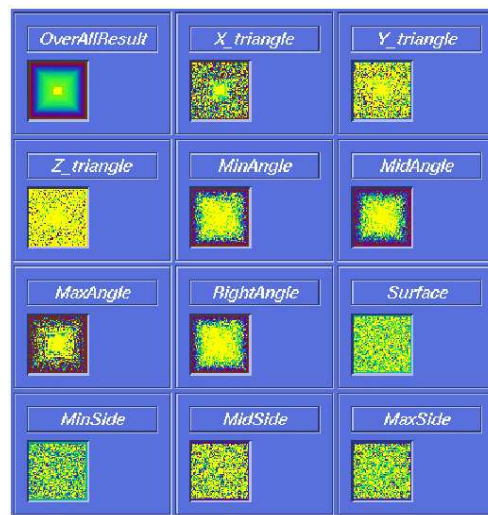 OverAllResult
X_triangle
Y_triangle
Z_triangle
MinAngle
MidAngle
MaxAngle
RightAngle
Surface
MinSide
MidSide
MaxSide